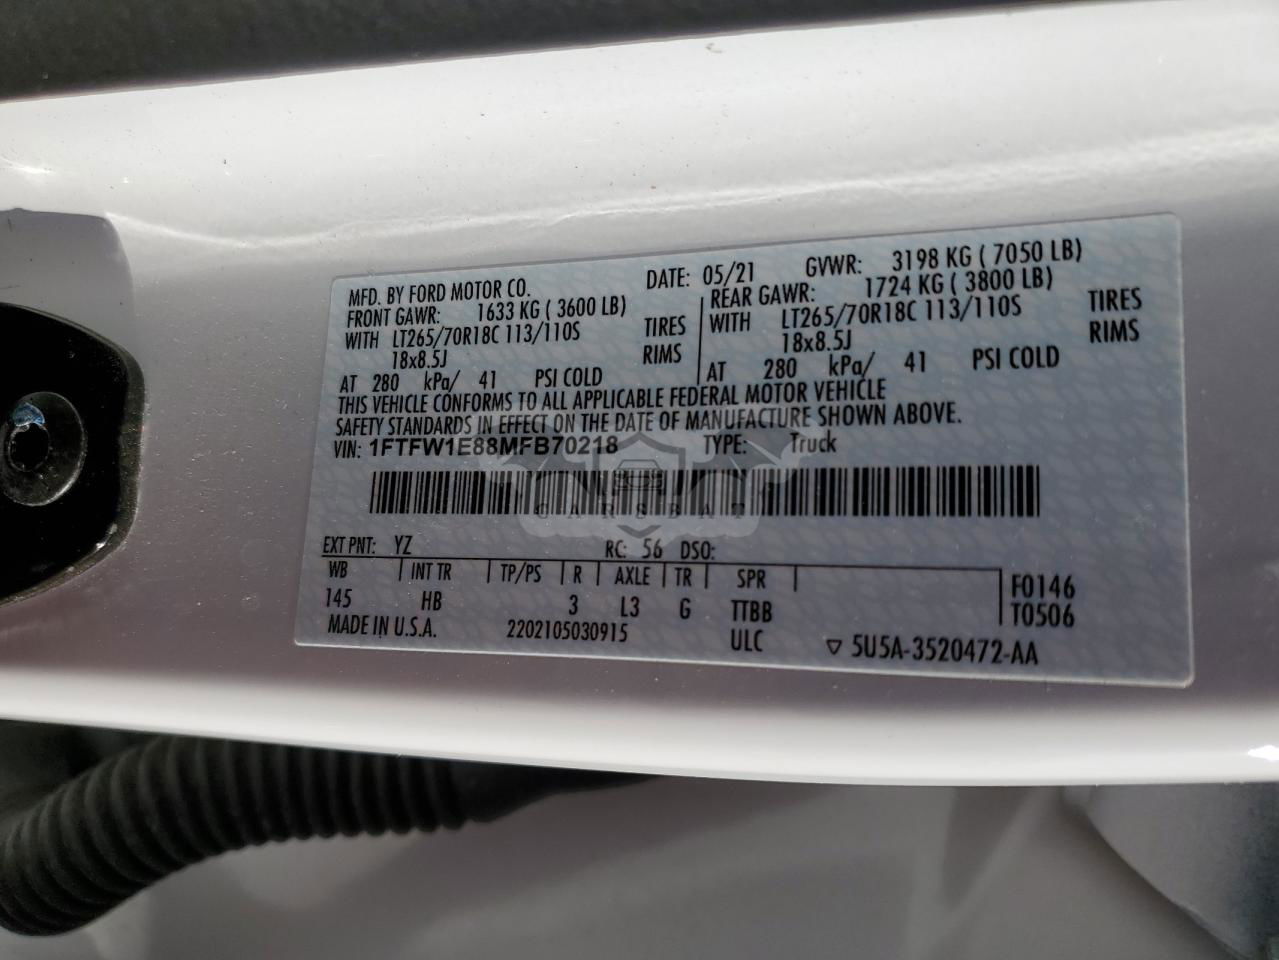 MFD. BY FORD MOTOR CO. DATE: 05/21 GVWR: 3198 KG ( 7050 LB)
FRONT GAWR: 1633 KG ( 3600 LB) REAR GAWR: 1724 KG ( 3800 LB)
WITH LT265/70R18C 113/110S TIRES WITH LT265/70R18C 113/110S TIRES
18x8.5J RIMS 18x8.5J RIMS
AT 280 kPa/ 41 PSI COLD AT 280 kPa/ 41 PSI COLD
THIS VEHICLE CONFORMS TO ALL APPLICABLE FEDERAL MOTOR VEHICLE
SAFETY STANDARDS IN EFFECT ON THE DATE OF MANUFACTURE SHOWN ABOVE.
VIN: 1FTFW1E88MFB70218 TYPE: Truck
CARSBAT
EXT PNT: YZ RC: 56 DSO:
WB INT TR TP/PS R AXLE TR SPR F0146
145 HB 3 L3 G TTBB T0506
MADE IN U.S.A. 2202105030915 ULC ▽ 5U5A-3520472-AA